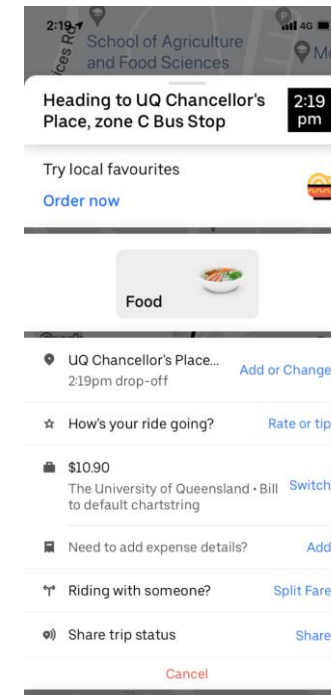 2:19
4G
School of Agriculture
and Food Sciences
Heading to UQ Chancellor's
Place, zone C Bus Stop
2:19
pm
Try local favourites
Order now
Food
UQ Chancellor's Place...
Add or Change
2:19pm drop-off
How's your ride going?
Rate or tip
$10.90
The University of Queensland • Bill
to default chartstring
Switch
Need to add expense details?
Add
Riding with someone?
Split Fare
Share trip status
Share
Cancel